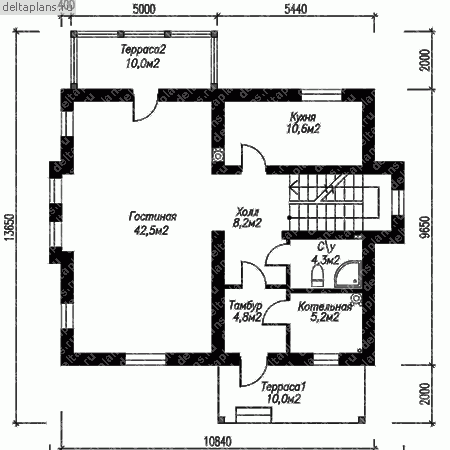 deltaplans.ru
400
5000
5440
Терраса2
10,0м2
2000
Кухня
10,6м2
Гостиная
42,5м2
Холл
8,2м2
13650
9650
С\у
4,3м2
Тамбур
4,8м2
Котельная
5,2м2
Терраса1
10,0м2
2000
10840